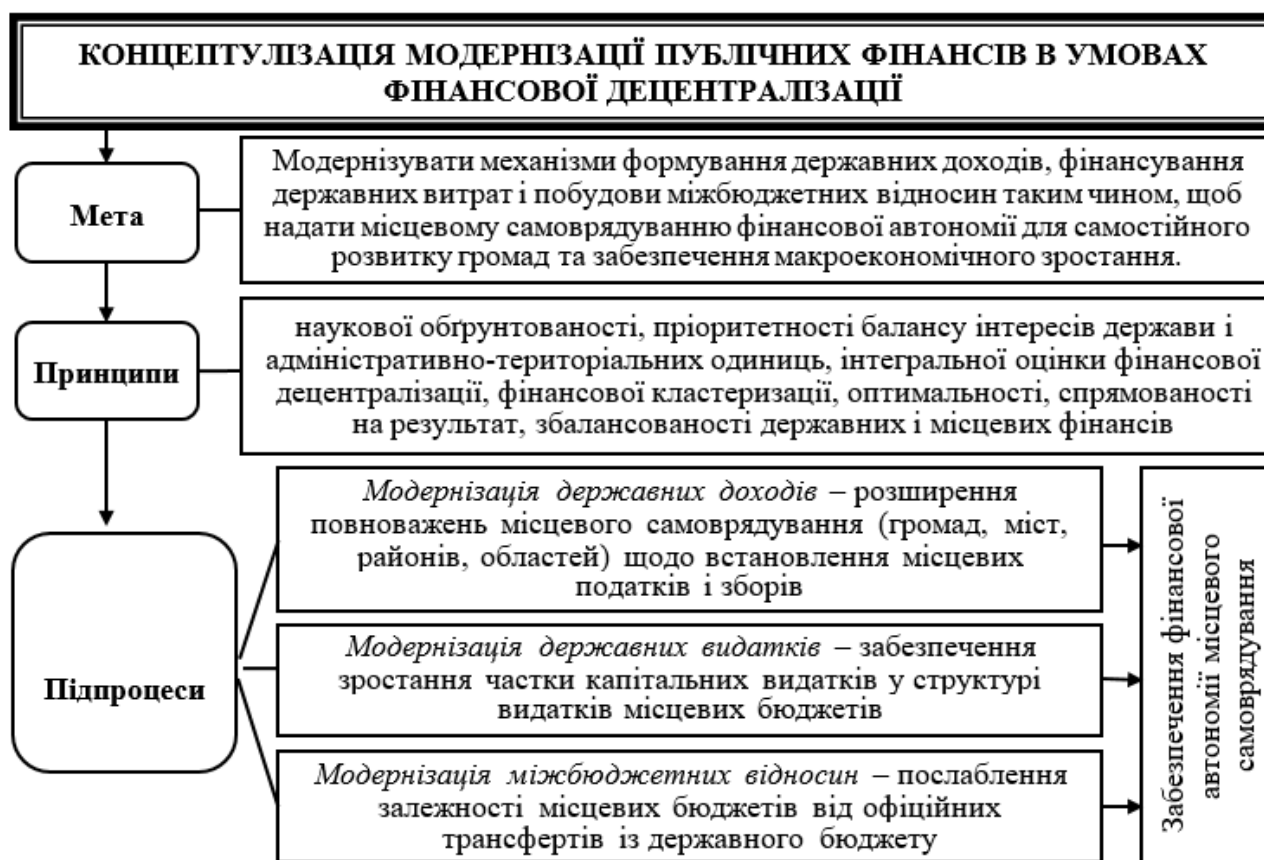 КОНЦЕПТУЛІЗАЦІЯ МОДЕРНІЗАЦІЇ ПУБЛІЧНИХ ФІНАНСІВ В УМОВАХ
ФІНАНСОВОЇ ДЕЦЕНТРАЛІЗАЦІЇ
Мета
Модернізувати механізми формування державних доходів, фінансування
державних витрат і побудови міжбюджетних відносин таким чином, щоб
надати місцевому самоврядуванню фінансової автономії для самостійного
розвитку громад та забезпечення макроекономічного зростання.
Принципи
наукової обґрунтованості, пріоритетності балансу інтересів держави і
адміністративно-територіальних одиниць, інтегральної оцінки фінансової
децентралізації, фінансової кластеризації, оптимальності, спрямованості
на результат, збалансованості державних і місцевих фінансів
Підпроцеси
Модернізація державних доходів – розширення
повноважень місцевого самоврядування (громад, міст,
районів, областей) щодо встановлення місцевих
податків і зборів
Модернізація державних видатків – забезпечення
зростання частки капітальних видатків у структурі
видатків місцевих бюджетів
Модернізація міжбюджетних відносин – послаблення
залежності місцевих бюджетів від офіційних
трансфертів із державного бюджету
Забезпечення фінансової
автономії місцевого
самоврядування